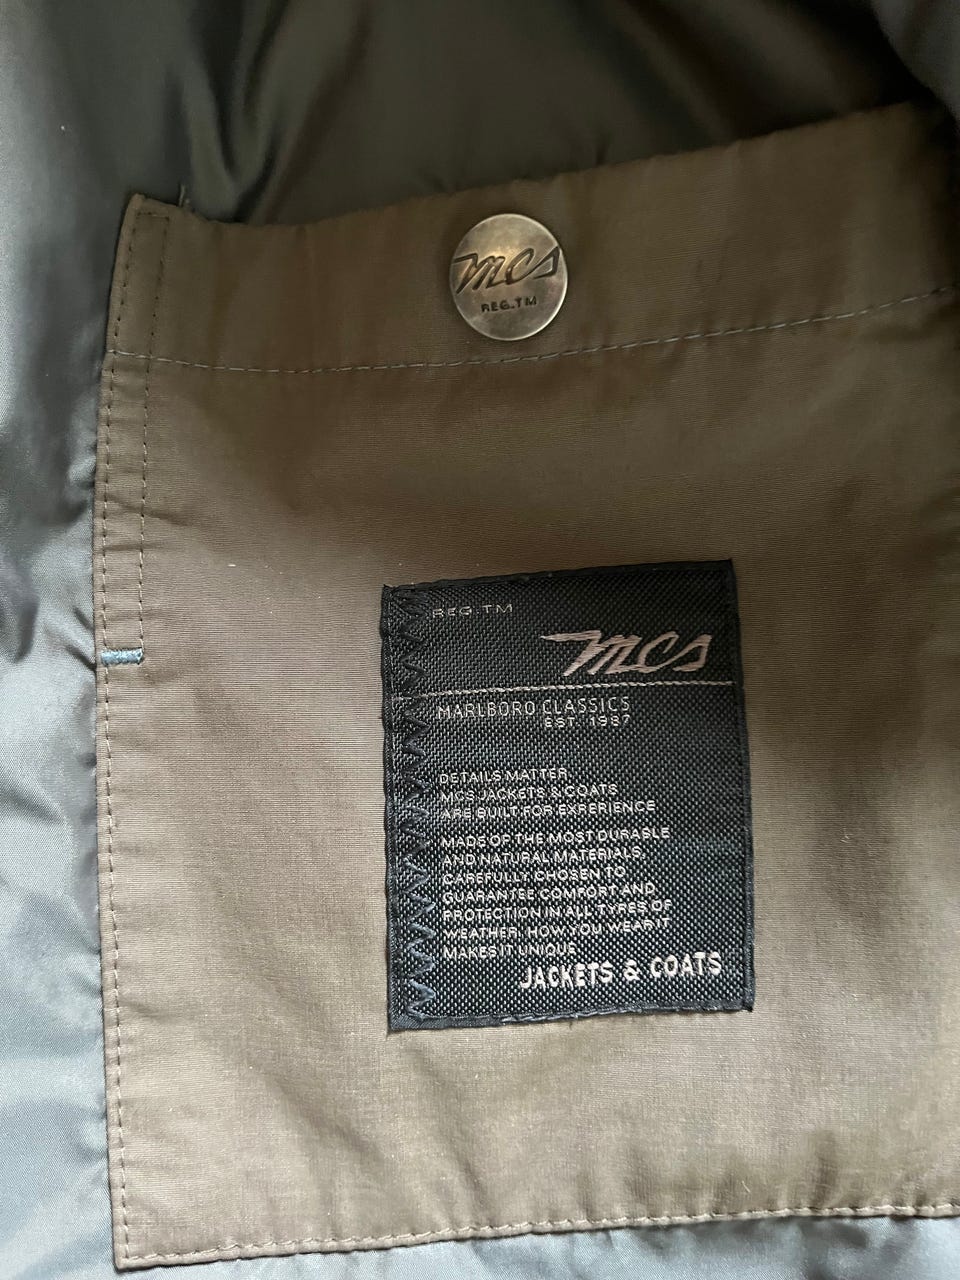 mcs
REG.TM
REG.TM
mcs
MARLBORO CLASSICS
EST. 1987
DETAILS MATTER
MCS JACKETS & COATS
ARE BUILT FOR EXPERIENCE
MADE OF THE MOST DURABLE
AND NATURAL MATERIALS,
CAREFULLY CHOSEN TO
GUARANTEE COMFORT AND
PROTECTION IN ALL TYPES OF
WEATHER. HOW YOU WEAR IT
MAKES IT UNIQUE
JACKETS & COATS